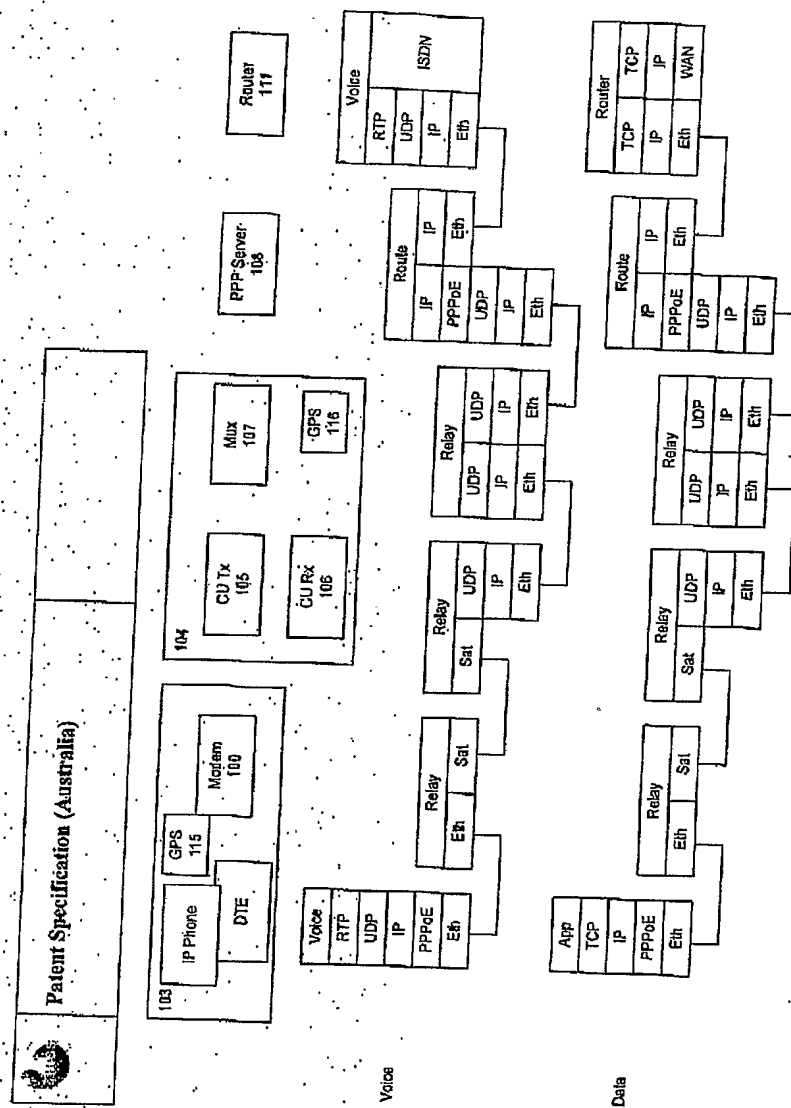 Patent Specification (Australia)
103
IP Phone
DTE
GPS
115
Modem
100
104
CU Tx
105
CU Rx
106
Mux
107
GPS
116
PPP Server
108
Router
111
Voice
Voice
RTP
UDP
IP
PPPoE
Eth
Relay
Eth
Sat
Relay
Sat
UDP
IP
Eth
Relay
UDP
UDP
IP
IP
Eth
Eth
Route
IP
IP
PPPoE
Eth
UDP
IP
Eth
Voice
RTP
ISDN
UDP
IP
Eth
Data
App
TCP
IP
PPPoE
Eth
Relay
Eth
Sat
Relay
Sat
UDP
IP
Eth
Relay
UDP
UDP
IP
IP
Eth
Eth
Route
IP
IP
PPPoE
Eth
UDP
IP
Eth
Router
TCP
TCP
IP
IP
Eth
WAN